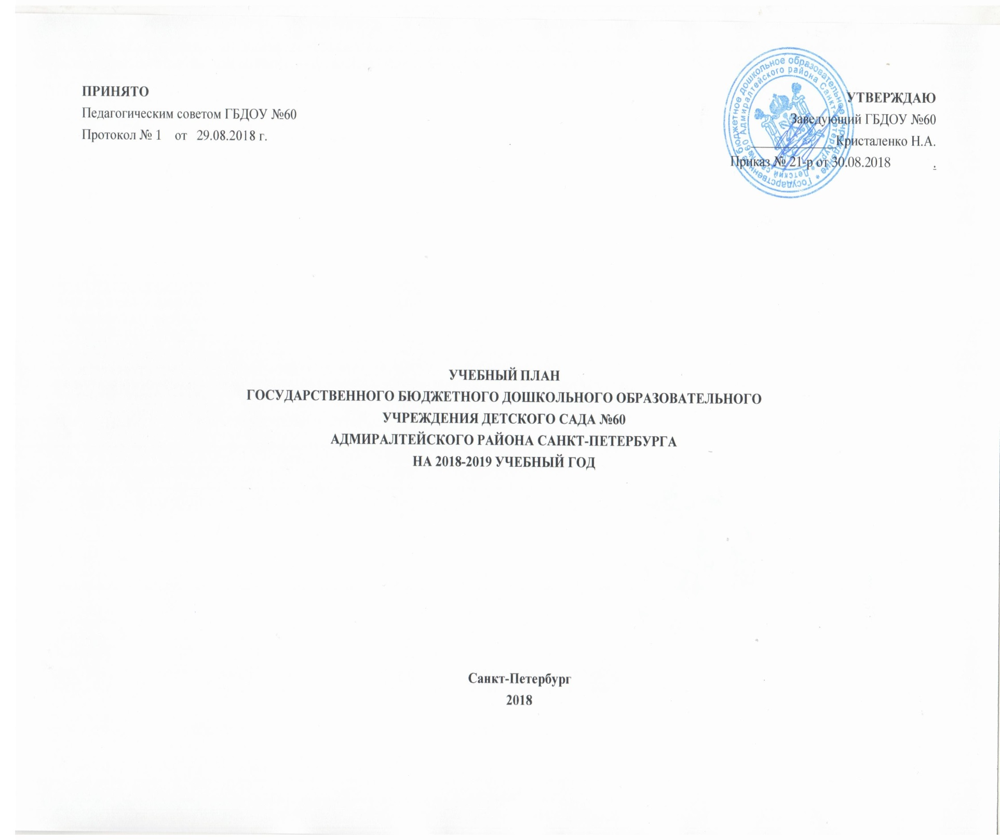 ПРИНЯТО
Педагогическим советом ГБДОУ №60
Протокол № 1 от 29.08.2018 г.
УТВЕРЖДАЮ
Заведующий ГБДОУ №60
____________ Кристаленко Н.А.
Приказ № 21-р от 30.08.2018 .
Государственное бюджетное дошкольное образовательное учреждение *
Детский сад №60 Адмиралтейского района Санкт-Петербурга *
УЧЕБНЫЙ ПЛАН
ГОСУДАРСТВЕННОГО БЮДЖЕТНОГО ДОШКОЛЬНОГО ОБРАЗОВАТЕЛЬНОГО
УЧРЕЖДЕНИЯ ДЕТСКОГО САДА №60
АДМИРАЛТЕЙСКОГО РАЙОНА САНКТ-ПЕТЕРБУРГА
НА 2018-2019 УЧЕБНЫЙ ГОД
Санкт-Петербург
2018